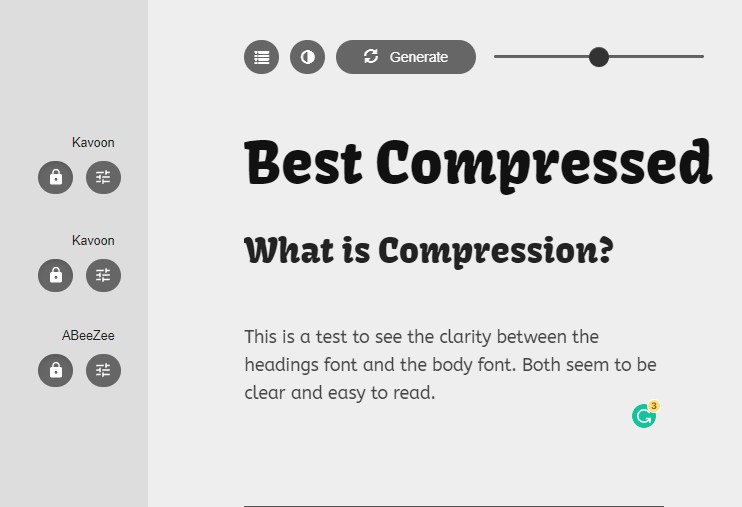 Generate
Kavoon
Best Compressed
Kavoon
What is Compression?
ABeeZee
This is a test to see the clarity between the
headings font and the body font. Both seem to be
clear and easy to read.
3